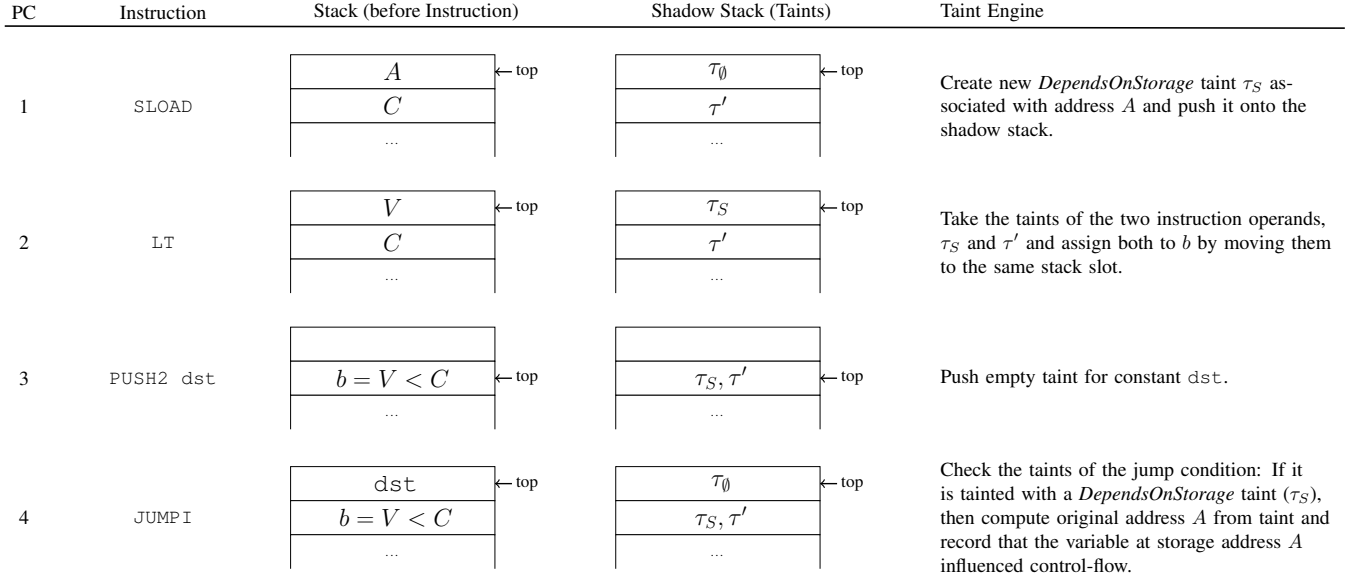 PC Instruction Stack (before Instruction) Shadow Stack (Taints) Taint Engine
1 SLOAD
A ← top
C
...
τ∅ ← top
τ′
...
Create new DependsOnStorage taint τS as-
sociated with address A and push it onto the
shadow stack.
2 LT
V ← top
C
...
τS ← top
τ′
...
Take the taints of the two instruction operands,
τS and τ′ and assign both to b by moving them
to the same stack slot.
3 PUSH2 dst
b = V < C ← top
...
τS, τ′ ← top
...
Push empty taint for constant dst.
4 JUMPI
dst ← top
b = V < C
...
τ∅ ← top
τS, τ′
...
Check the taints of the jump condition: If it
is tainted with a DependsOnStorage taint (τS),
then compute original address A from taint and
record that the variable at storage address A
influenced control-flow.